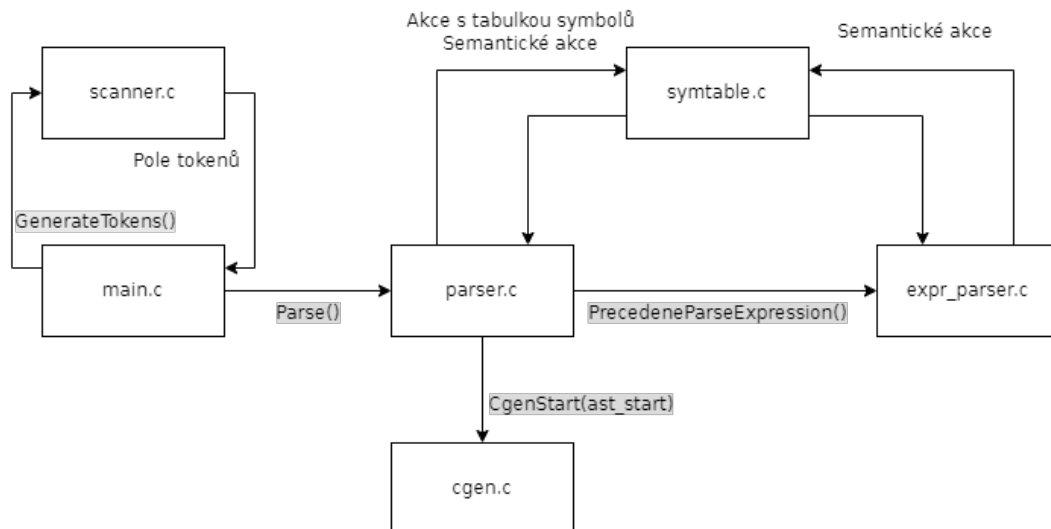 Akce s tabulkou symbolů
Semantické akce
Semantické akce
scanner.c
symtable.c
Pole tokenů
GenerateTokens()
main.c
parser.c
expr_parser.c
Parse()
PrecedeneParseExpression()
CgenStart(ast_start)
cgen.c